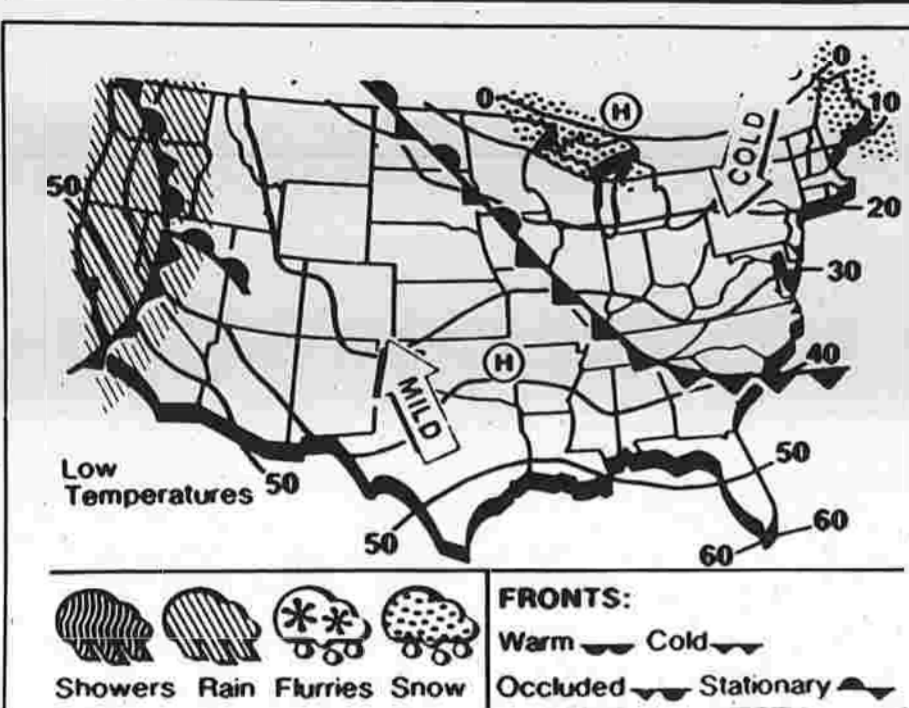 0
0
10
H
COLD
50
20
30
H
40
MILD
Low
Temperatures 50
50
50
60
60
FRONTS:
Warm Cold
Showers Rain Flurries Snow
Occluded Stationary